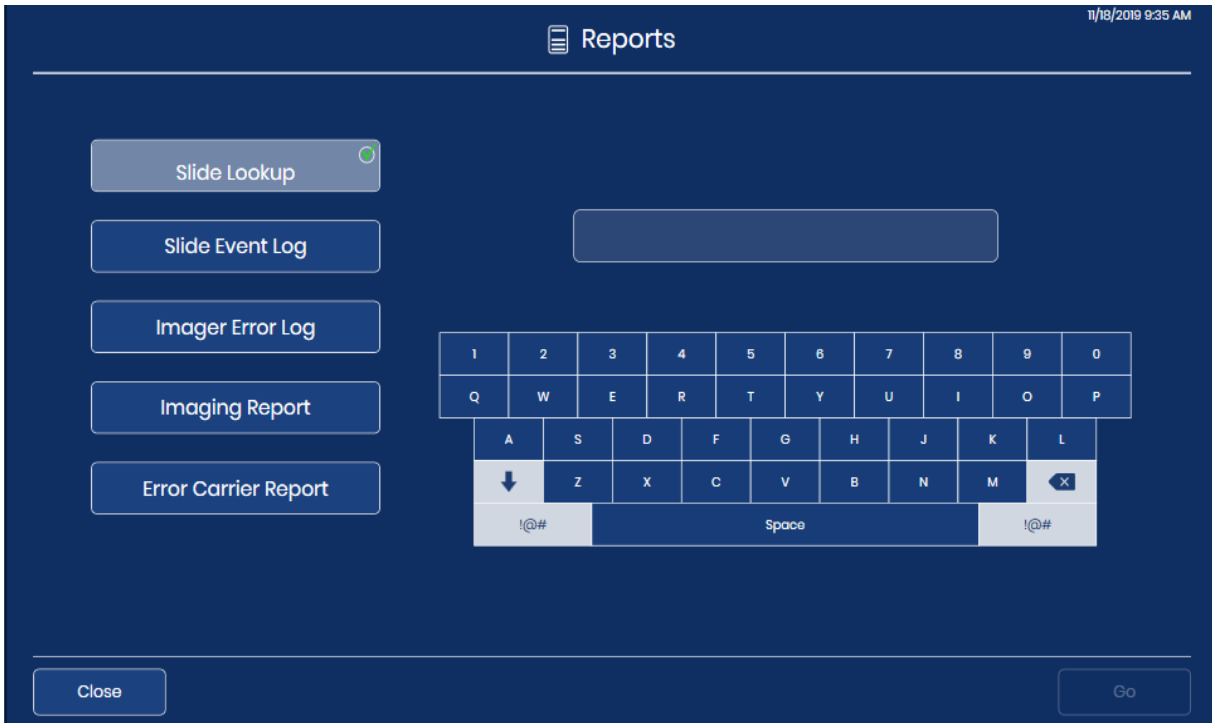 11/18/2019 9:35 AM
Reports
Slide Lookup
Slide Event Log
Imager Error Log
Imaging Report
Error Carrier Report
1 2 3 4 5 6 7 8 9 0
Q W E R T Y U I O P
A S D F G H J K L
Z X C V B N M
!@# Space !@#
Close
Go